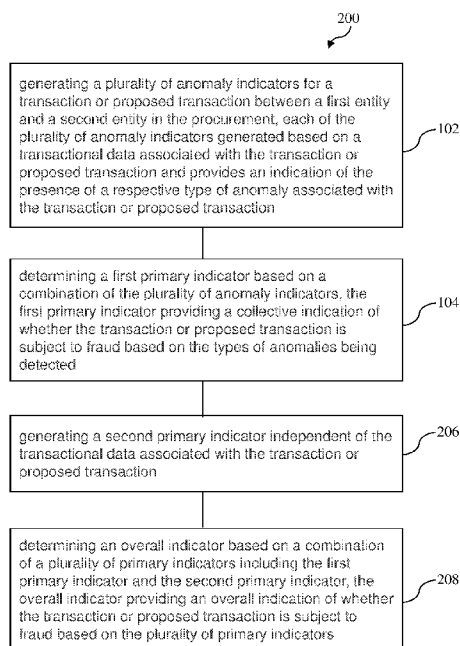 200
generating a plurality of anomaly indicators for a
transaction or proposed transaction between a first entity
and a second entity in the procurement, each of the
plurality of anomaly indicators generated based on a
transactional data associated with the transaction or
proposed transaction and provides an indication of the
presence of a respective type of anomaly associated with
the transaction or proposed transaction
102
determining a first primary indicator based on a
combination of the plurality of anomaly indicators, the
first primary indicator providing a collective indication of
whether the transaction or proposed transaction is
subject to fraud based on the types of anomalies being
detected
104
generating a second primary indicator independent of the
transactional data associated with the transaction or
proposed transaction
206
determining an overall indicator based on a combination
of a plurality of primary indicators including the first
primary indicator and the second primary indicator, the
overall indicator providing an overall indication of whether
the transaction or proposed transaction is subject to
fraud based on the plurality of primary indicators
208